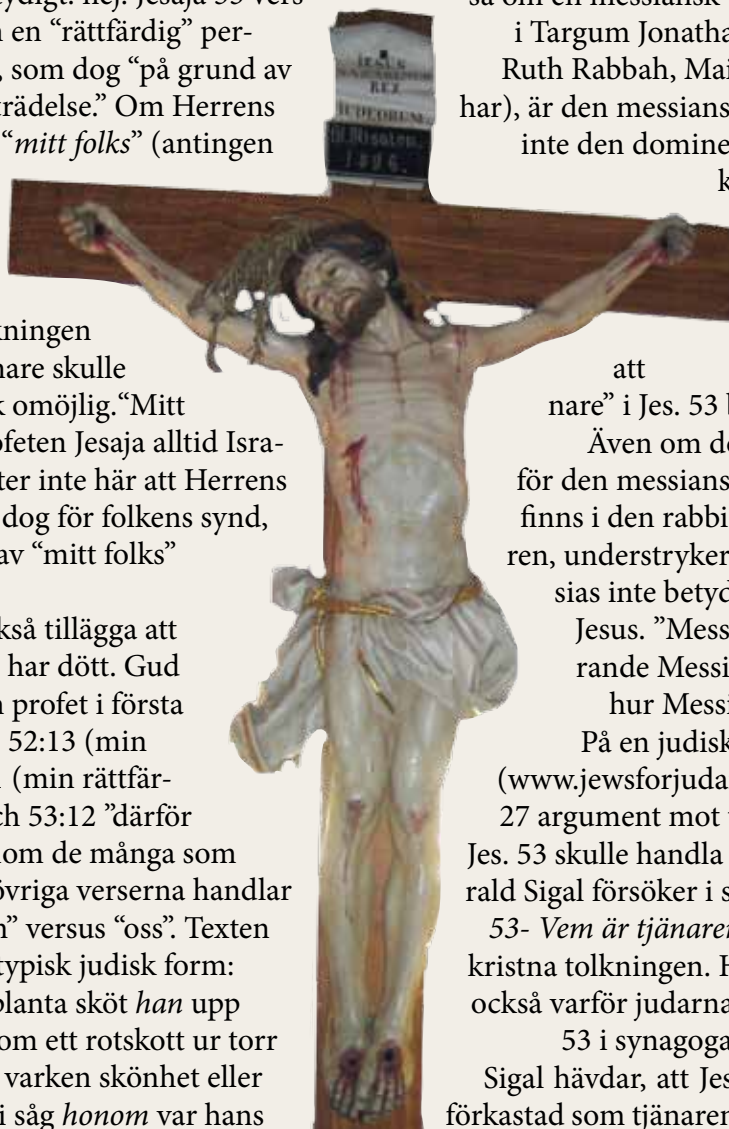 ydigt: nej. Jesaja 53 vers
n en “rättfärdig” per-
, som dog “på grund av
trädelse.” Om Herrens
“mitt folks” (antingen
kningen
nare skulle
k omöjlig.“Mitt
ofeten Jesaja alltid Isra-
ter inte här att Herrens
dog för folkens synd,
av “mitt folks”
kså tillägga att
har dött. Gud
n profet i första
52:13 (min
(min rättfär-
ch 53:12 ”därför
nom de många som
övriga verserna handlar
n” versus “oss”. Texten
typisk judisk form:
planta sköt han upp
om ett rotskott ur torr
varken skönhet eller
i såg honom var hans
JESUS
NAZARENUS
REX
JUDEORUM.
så om en messiansk
i Targum Jonatha
Ruth Rabbah, Mai
har), är den messians
inte den domine
k
att
nare” i Jes. 53 b
Även om de
för den messians
finns i den rabbi
ren, understryker
sias inte betyd
Jesus. ”Mess
rande Messi
hur Messi
På en judisk
(www.jewsforjuda
27 argument mot
Jes. 53 skulle handla
rald Sigal försöker i s
53- Vem är tjänaren
kristna tolkningen. H
också varför judarna
53 i synagoga
Sigal hävdar, att Jes
förkastad som tjänaren